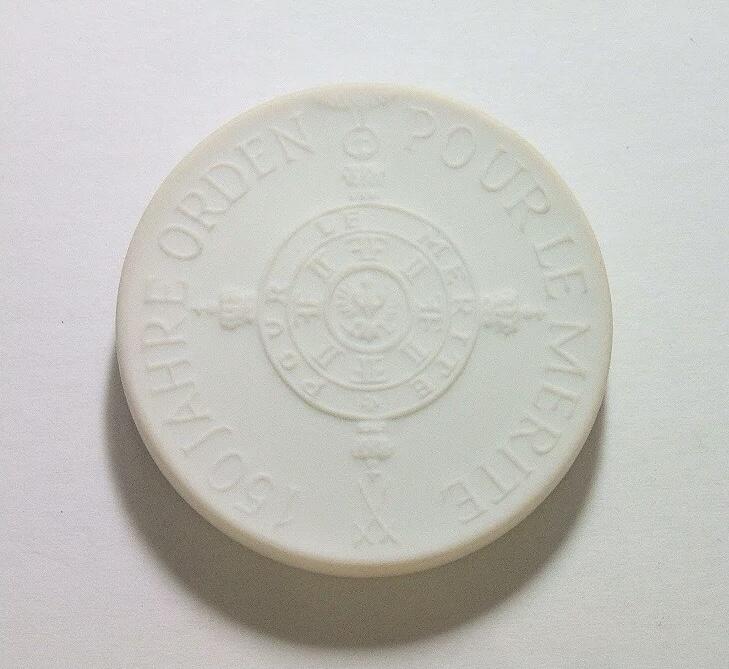 150 JAHRE ORDEN POUR LE MERITE
POUR LE MERITE